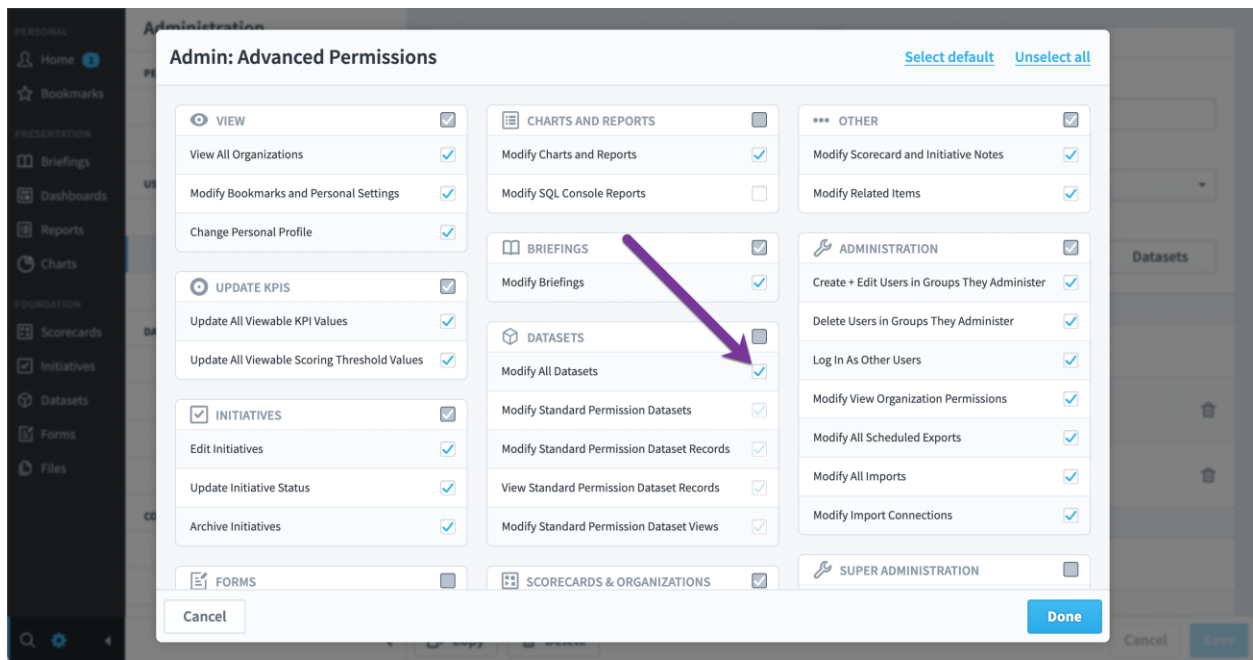 PERSONAL
Home 1
Bookmarks
PRESENTATION
Briefings
Dashboards
Reports
Charts
FOUNDATION
Scorecards
Initiatives
Datasets
Forms
Files
Administration
Admin: Advanced Permissions
Select default
Unselect all
VIEW
View All Organizations
Modify Bookmarks and Personal Settings
Change Personal Profile
UPDATE KPIS
Update All Viewable KPI Values
Update All Viewable Scoring Threshold Values
INITIATIVES
Edit Initiatives
Update Initiative Status
Archive Initiatives
FORMS
CHARTS AND REPORTS
Modify Charts and Reports
Modify SQL Console Reports
BRIEFINGS
Modify Briefings
DATASETS
Modify All Datasets
Modify Standard Permission Datasets
Modify Standard Permission Dataset Records
View Standard Permission Dataset Records
Modify Standard Permission Dataset Views
SCORECARDS & ORGANIZATIONS
OTHER
Modify Scorecard and Initiative Notes
Modify Related Items
ADMINISTRATION
Create + Edit Users in Groups They Administer
Delete Users in Groups They Administer
Log In As Other Users
Modify View Organization Permissions
Modify All Scheduled Exports
Modify All Imports
Modify Import Connections
SUPER ADMINISTRATION
Cancel
Done
Datasets
Copy
Delete
Cancel
Save